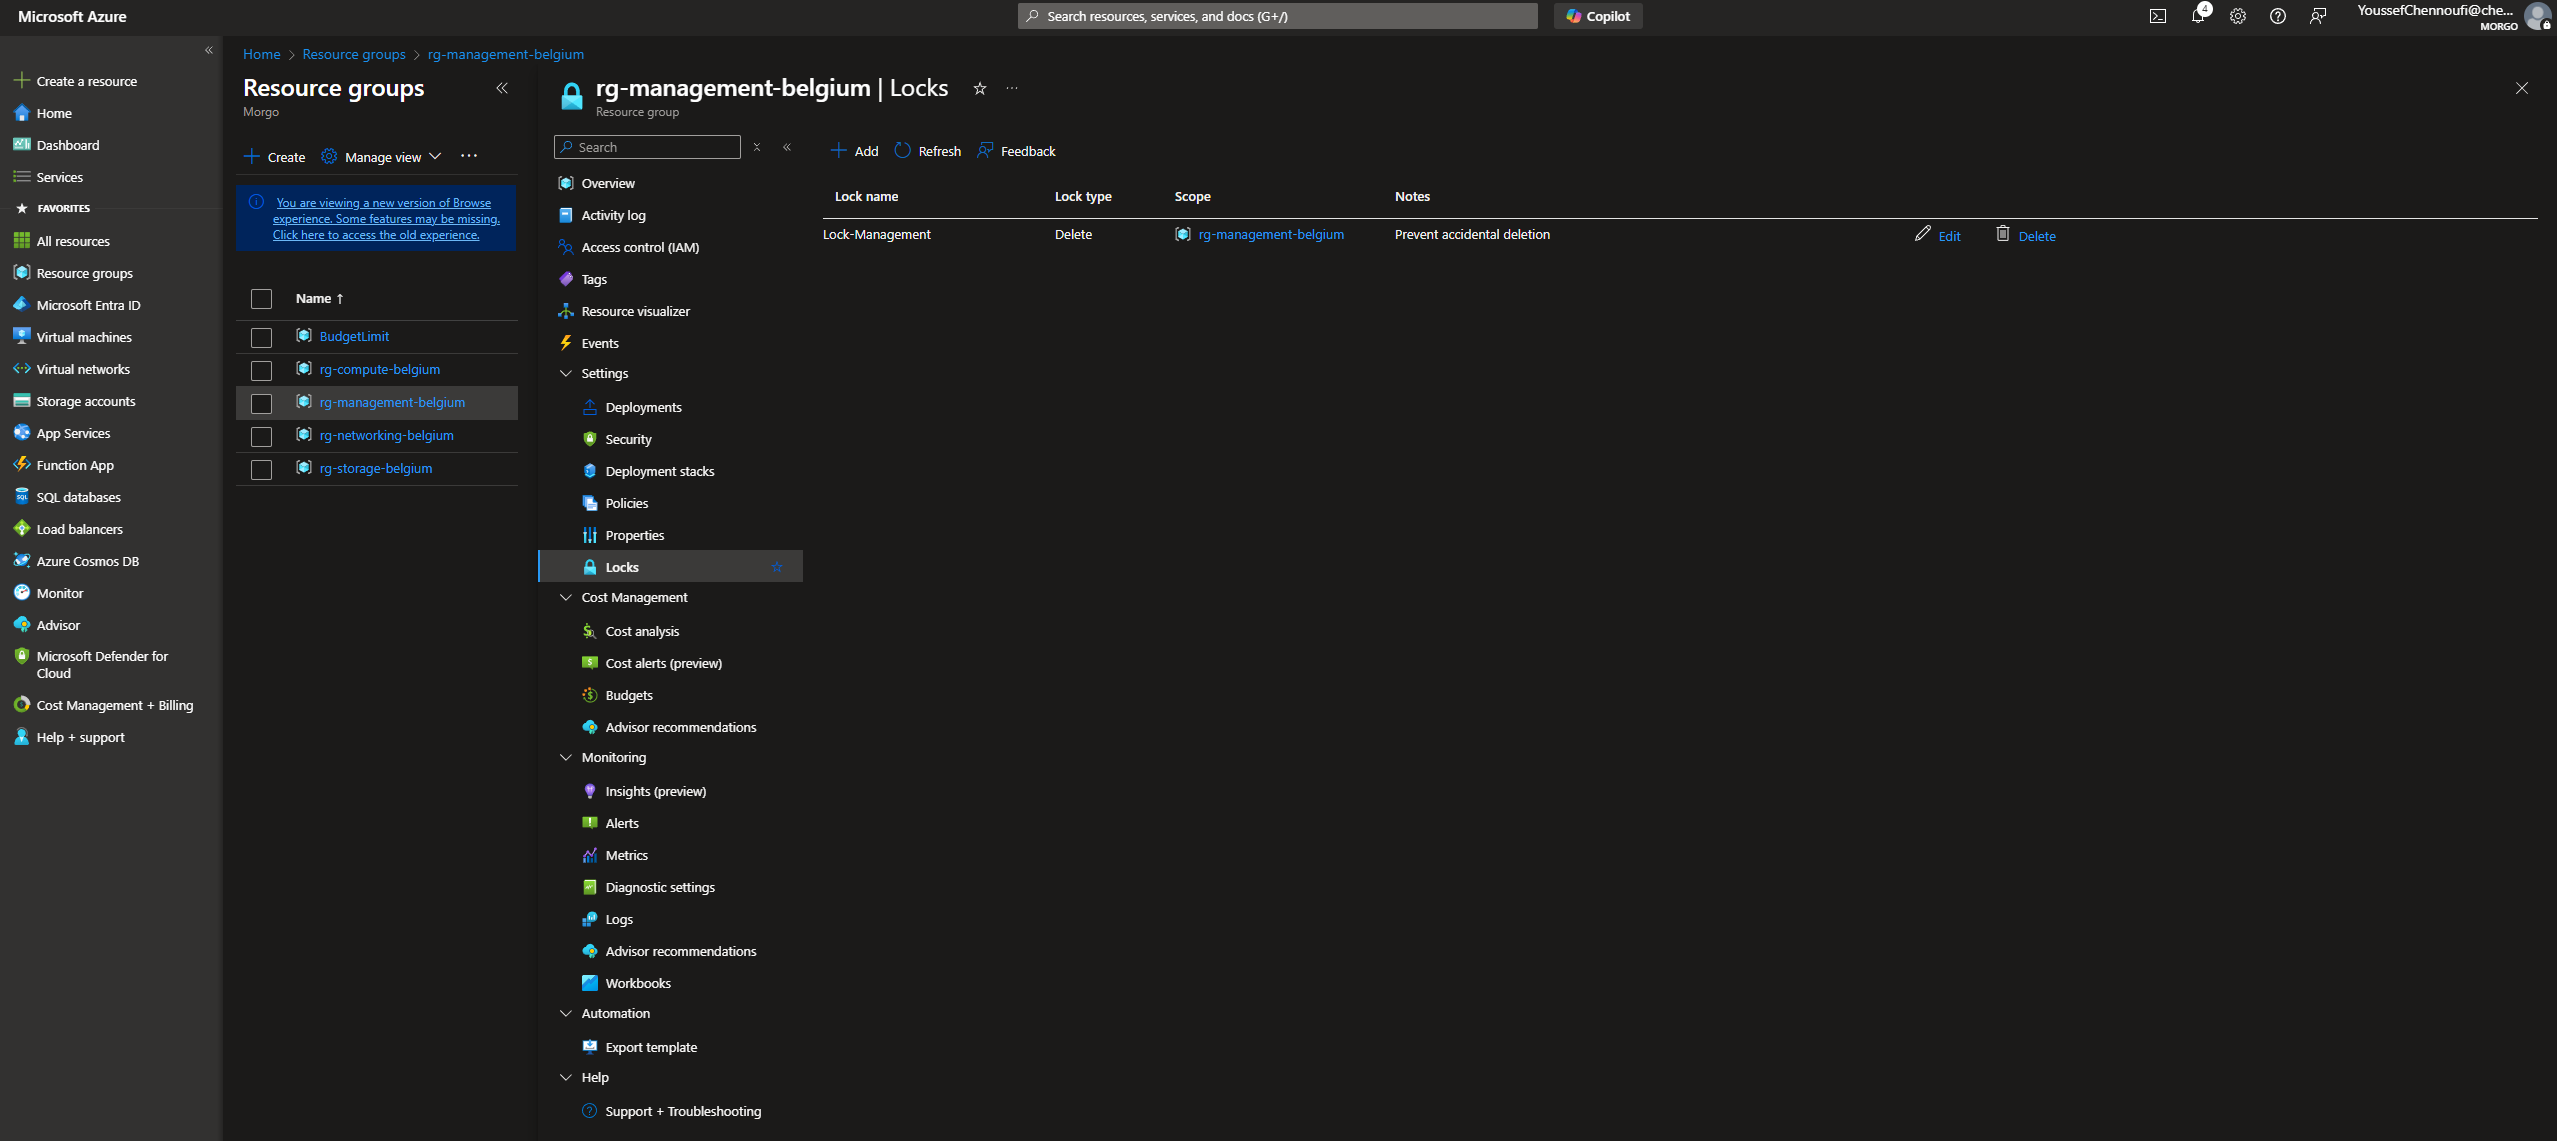 Microsoft Azure
Search resources, services, and docs (G+/)
Copilot
4
YoussefChennoufi@che...
MORGO
Create a resource
Home
Dashboard
Services
FAVORITES
All resources
Resource groups
Microsoft Entra ID
Virtual machines
Virtual networks
Storage accounts
App Services
Function App
SQL databases
Load balancers
Azure Cosmos DB
Monitor
Advisor
Microsoft Defender for
Cloud
Cost Management + Billing
Help + support
Home > Resource groups > rg-management-belgium
Resource groups
Morgo
Create
Manage view
You are viewing a new version of Browse
experience. Some features may be missing.
Click here to access the old experience.
Name ↑
BudgetLimit
rg-compute-belgium
rg-management-belgium
rg-networking-belgium
rg-storage-belgium
rg-management-belgium | Locks
Resource group
Search
Overview
Activity log
Access control (IAM)
Tags
Resource visualizer
Events
Settings
Deployments
Security
Deployment stacks
Policies
Properties
Locks
Cost Management
Cost analysis
Cost alerts (preview)
Budgets
Advisor recommendations
Monitoring
Insights (preview)
Alerts
Metrics
Diagnostic settings
Logs
Advisor recommendations
Workbooks
Automation
Export template
Help
Support + Troubleshooting
Add Refresh Feedback
Lock name Lock type Scope Notes
Lock-Management Delete rg-management-belgium Prevent accidental deletion Edit Delete